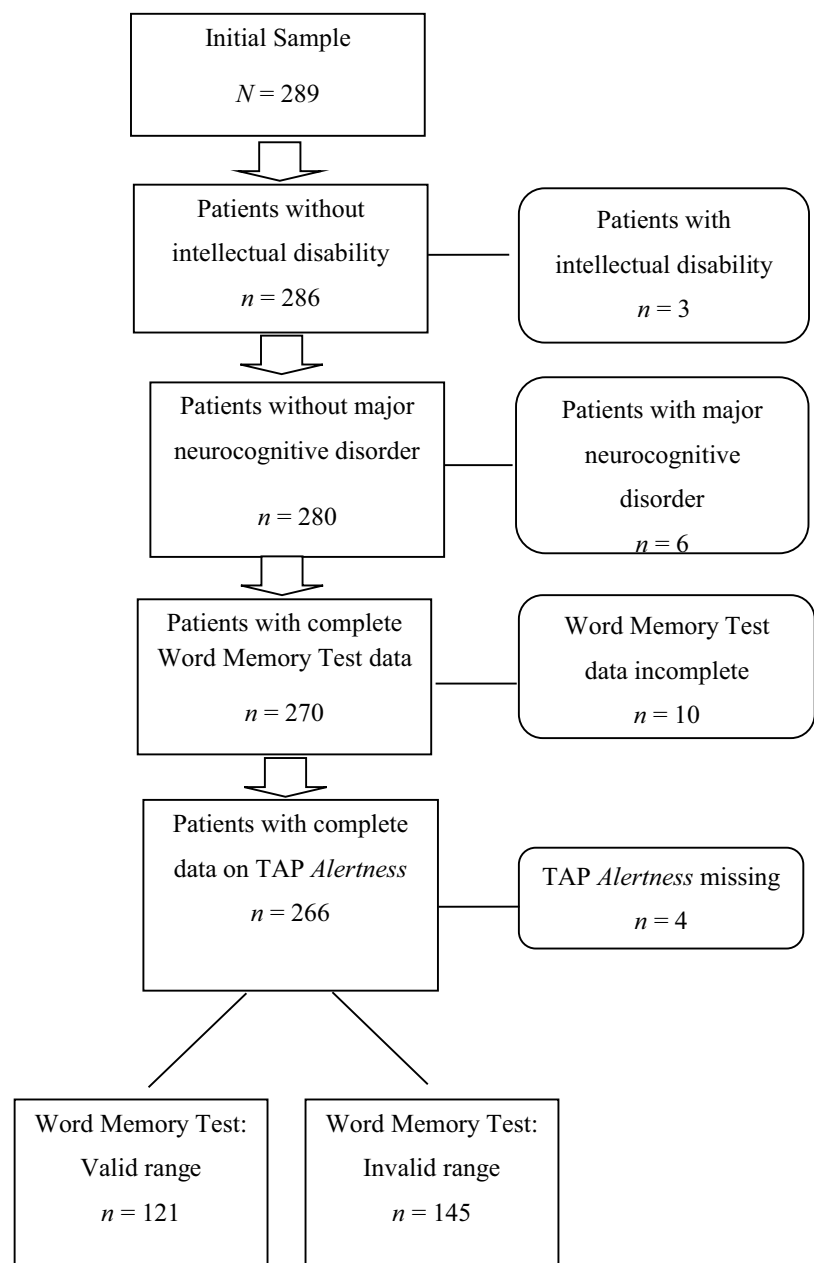 Initial Sample
N = 289
Patients without
intellectual disability
n = 286
Patients with
intellectual disability
n = 3
Patients without major
neurocognitive disorder
n = 280
Patients with major
neurocognitive
disorder
n = 6
Patients with complete
Word Memory Test data
n = 270
Word Memory Test
data incomplete
n = 10
Patients with complete
data on TAP Alertness
n = 266
TAP Alertness missing
n = 4
Word Memory Test:
Valid range
n = 121
Word Memory Test:
Invalid range
n = 145